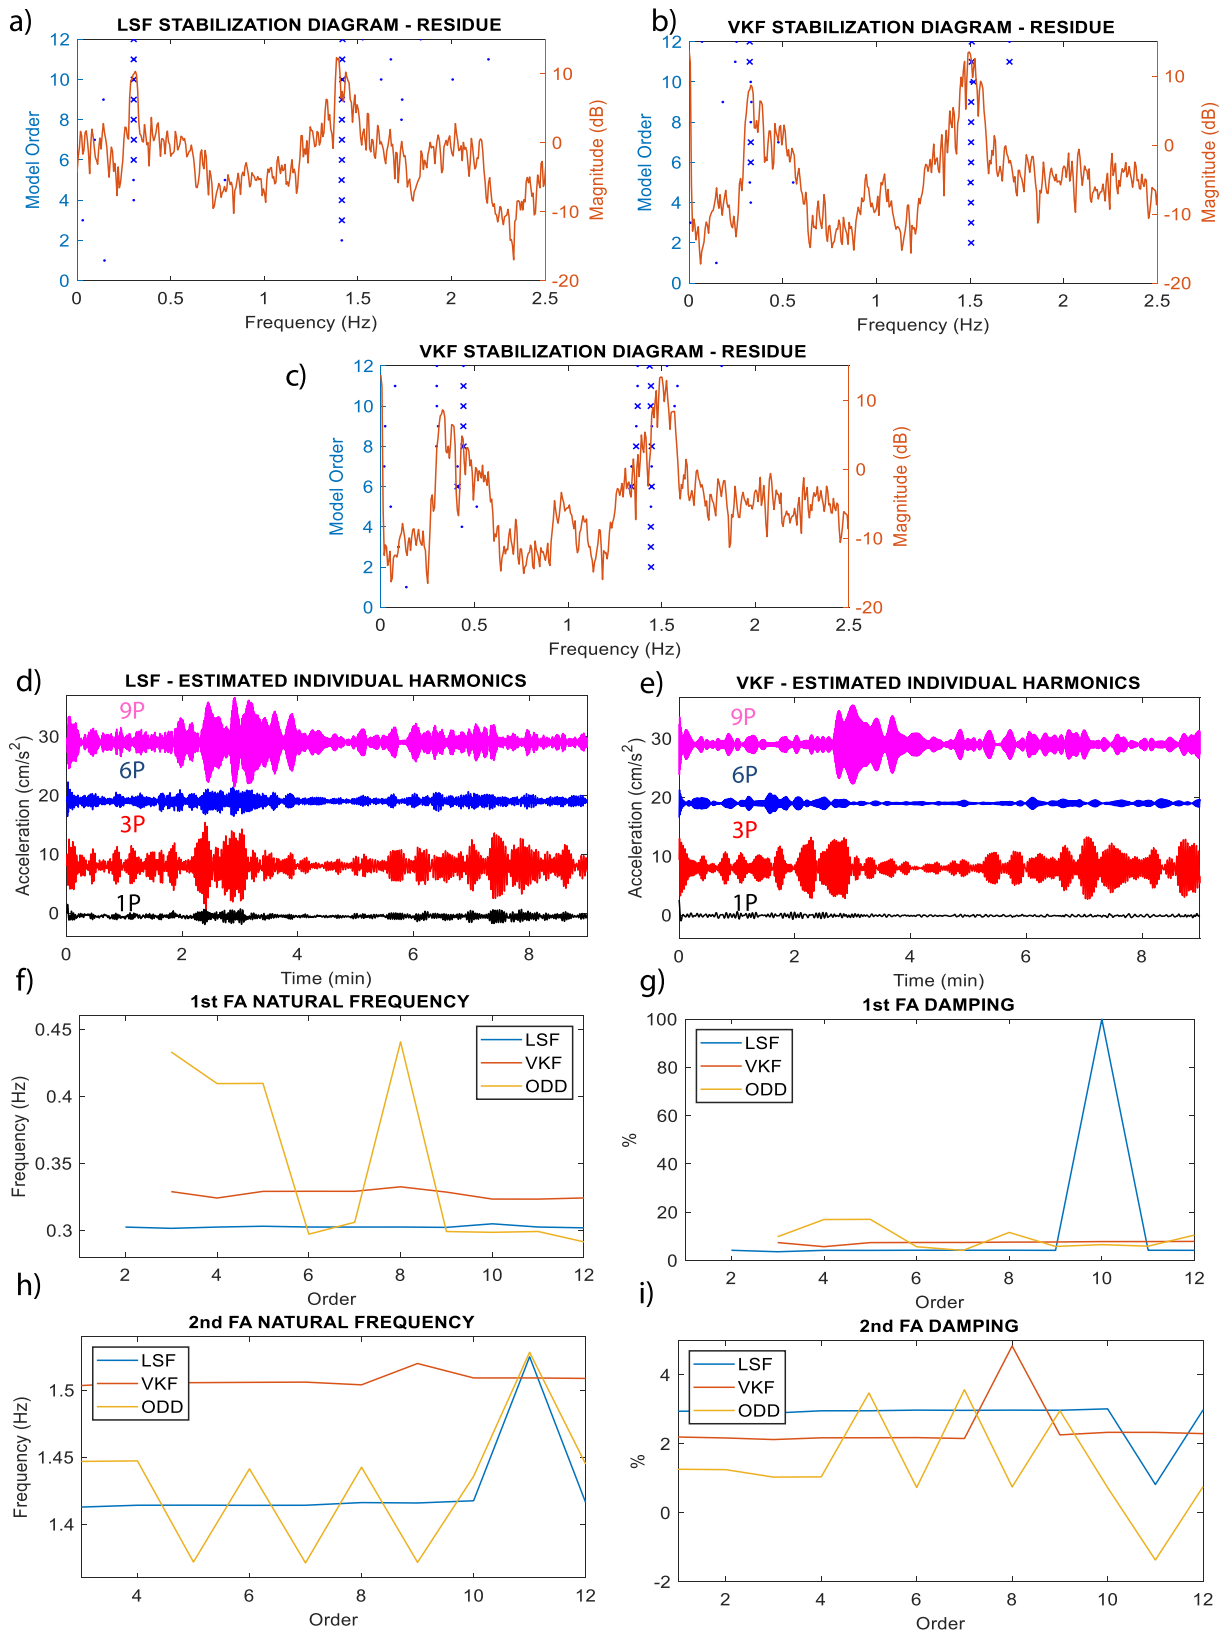 a)
LSF STABILIZATION DIAGRAM - RESIDUE
12
10
8
6
4
2
0
Model Order
10
0
-10
-20
Magnitude (dB)
0 0.5 1 1.5 2 2.5
Frequency (Hz)
b)
VKF STABILIZATION DIAGRAM - RESIDUE
12
10
8
6
4
2
0
Model Order
10
0
-10
-20
Magnitude (dB)
0 0.5 1 1.5 2 2.5
Frequency (Hz)
c)
VKF STABILIZATION DIAGRAM - RESIDUE
12
10
8
6
4
2
0
Model Order
10
0
-10
-20
Magnitude (dB)
0 0.5 1 1.5 2 2.5
Frequency (Hz)
d)
LSF - ESTIMATED INDIVIDUAL HARMONICS
9P
6P
3P
1P
30
20
10
0
Acceleration (cm/s²)
0 2 4 6 8
Time (min)
e)
VKF - ESTIMATED INDIVIDUAL HARMONICS
9P
6P
3P
1P
30
20
10
0
Acceleration (cm/s²)
0 2 4 6 8
Time (min)
f)
1st FA NATURAL FREQUENCY
LSF
VKF
ODD
0.45
0.4
0.35
0.3
Frequency (Hz)
2 4 6 8 10 12
Order
g)
1st FA DAMPING
LSF
VKF
ODD
100
80
60
40
20
0
%
2 4 6 8 10 12
Order
h)
2nd FA NATURAL FREQUENCY
LSF
VKF
ODD
1.5
1.45
1.4
Frequency (Hz)
4 6 8 10 12
Order
i)
2nd FA DAMPING
LSF
VKF
ODD
4
2
0
-2
%
2 4 6 8 10 12
Order